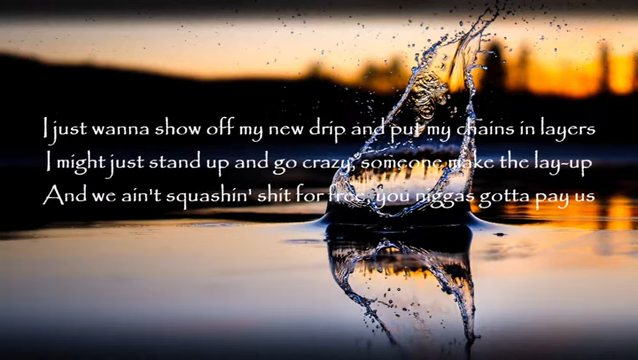 I just wanna show off my new drip and put my chains in layers
I might just stand up and go crazy, someone make the lay-up
And we ain't squashin' shit for free, you niggas gotta pay us